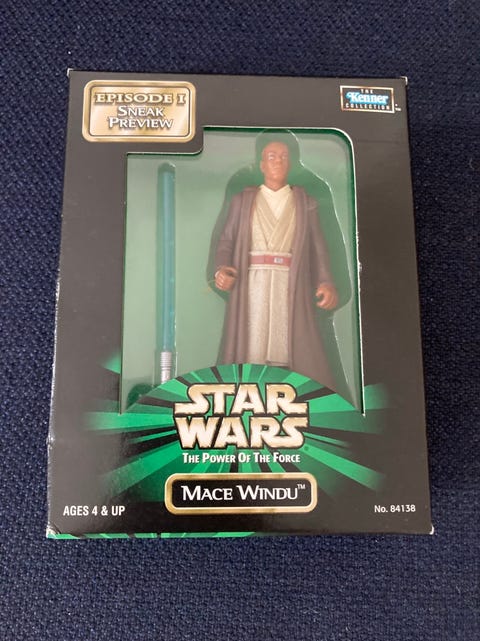 EPISODE I
SNEAK
PREVIEW
THE
Kenner
COLLECTION
STAR
WARS
THE POWER OF THE FORCE
MACE WINDU™
AGES 4 & UP
No. 84138